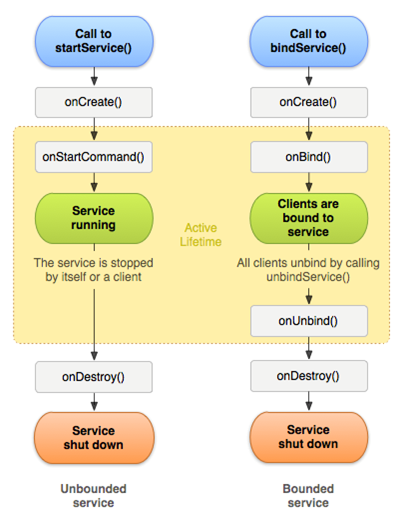 Call to
startService()
onCreate()
onStartCommand()
Service
running
The service is stopped
by itself or a client
onDestroy()
Service
shut down
Unbounded
service
Active
Lifetime
Call to
bindService()
onCreate()
onBind()
Clients are
bound to
service
All clients unbind by calling
unbindService()
onUnbind()
onDestroy()
Service
shut down
Bounded
service